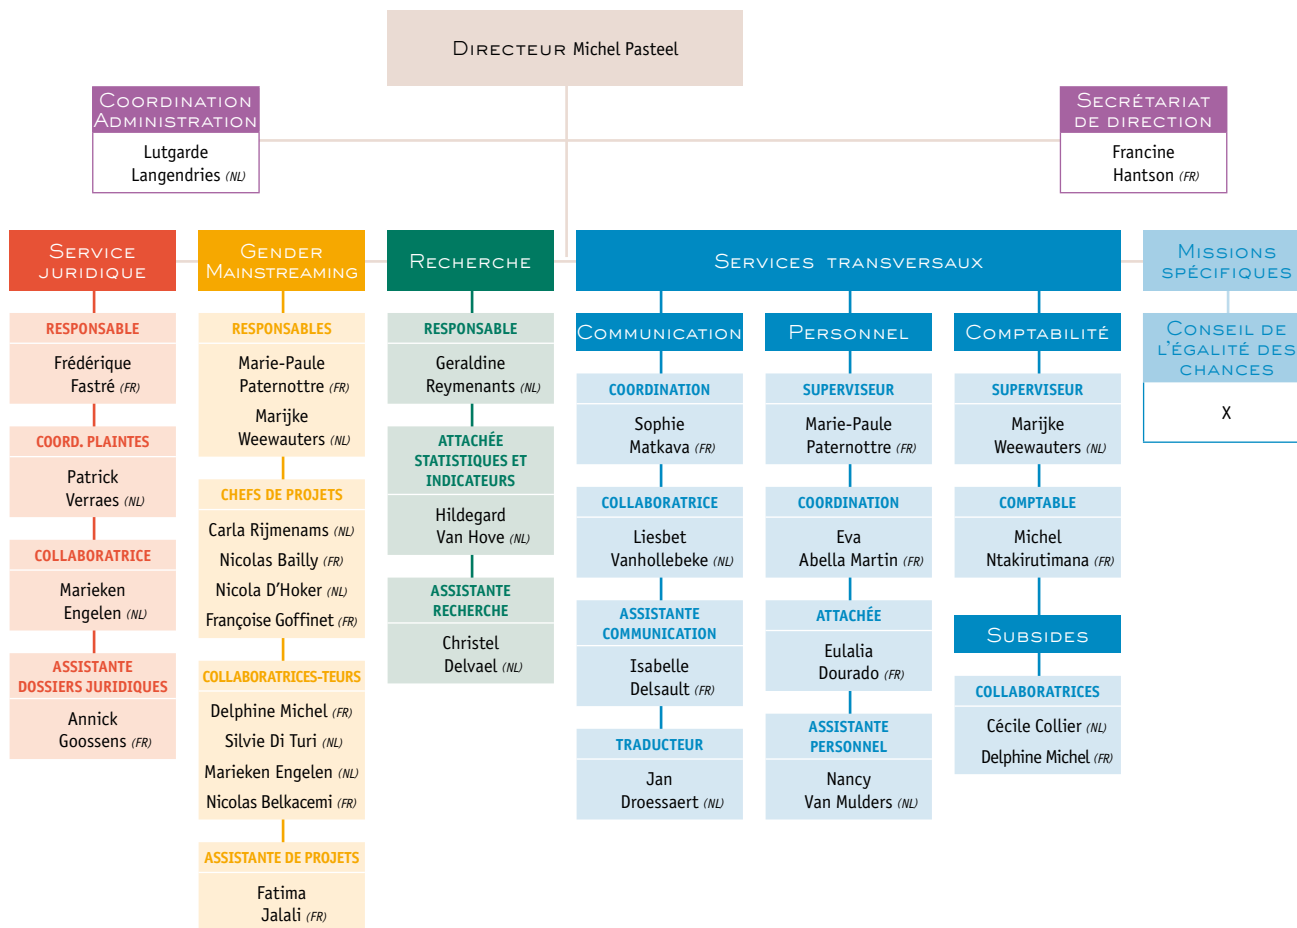 Directeur Michel Pasteel
Coordination
Administration
Lutgarde
Langendries (NL)
Secrétariat
de direction
Francine
Hantson (FR)
Service
juridique
RESPONSABLE
Frédérique
Fastré (FR)
COORD. PLAINTES
Patrick
Verraes (NL)
COLLABORATRICE
Marieken
Engelen (NL)
ASSISTANTE
DOSSIERS JURIDIQUES
Annick
Goossens (FR)
Gender
Mainstreaming
RESPONSABLES
Marie-Paule
Paternottre (FR)
Marijke
Weewauters (NL)
CHEFS DE PROJETS
Carla Rijmenams (NL)
Nicolas Bailly (FR)
Nicola D'Hoker (NL)
Françoise Goffinet (FR)
COLLABORATRICES-TEURS
Delphine Michel (FR)
Silvie Di Turi (NL)
Marieken Engelen (NL)
Nicolas Belkacemi (FR)
ASSISTANTE DE PROJETS
Fatima
Jalali (FR)
Recherche
RESPONSABLE
Geraldine
Reymenants (NL)
ATTACHÉE
STATISTIQUES ET
INDICATEURS
Hildegard
Van Hove (NL)
ASSISTANTE
RECHERCHE
Christel
Delvael (NL)
Services transversaux
Communication
COORDINATION
Sophie
Matkava (FR)
COLLABORATRICE
Liesbet
Vanhollebeke (NL)
ASSISTANTE
COMMUNICATION
Isabelle
Delsault (FR)
TRADUCTEUR
Jan
Droessaert (NL)
Personnel
SUPERVISEUR
Marie-Paule
Paternottre (FR)
COORDINATION
Eva
Abella Martin (FR)
ATTACHÉE
Eulalia
Dourado (FR)
ASSISTANTE
PERSONNEL
Nancy
Van Mulders (NL)
Comptabilité
SUPERVISEUR
Marijke
Weewauters (NL)
COMPTABLE
Michel
Ntakirutimana (FR)
Subsides
COLLABORATRICES
Cécile Collier (NL)
Delphine Michel (FR)
Missions
spécifiques
Conseil de
l'égalité des
chances
X